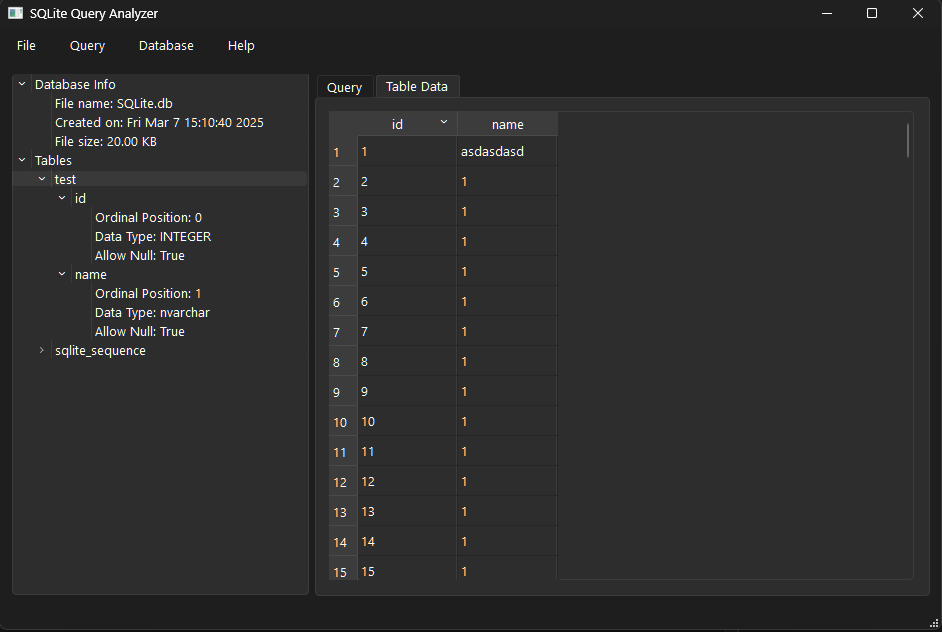 SQLite Query Analyzer
File Query Database Help
Database Info
File name: SQLite.db
Created on: Fri Mar 7 15:10:40 2025
File size: 20.00 KB
Tables
test
id
Ordinal Position: 0
Data Type: INTEGER
Allow Null: True
name
Ordinal Position: 1
Data Type: nvarchar
Allow Null: True
sqlite_sequence
Query Table Data
id name
1 1 asdasdasd
2 2 1
3 3 1
4 4 1
5 5 1
6 6 1
7 7 1
8 8 1
9 9 1
10 10 1
11 11 1
12 12 1
13 13 1
14 14 1
15 15 1